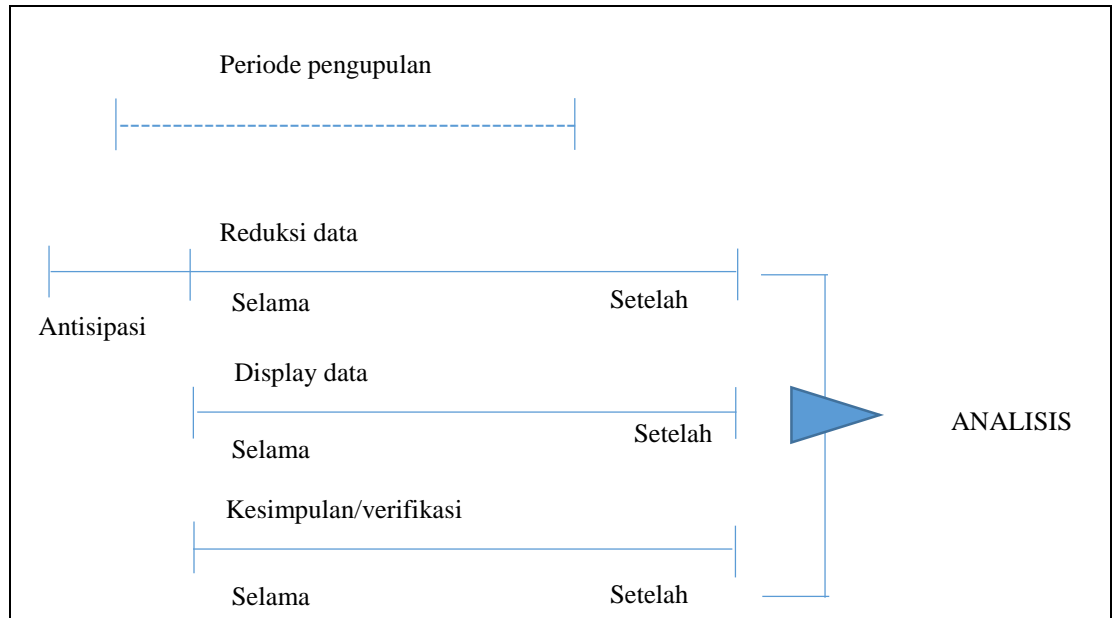 Periode pengupulan
Reduksi data
Selama
Setelah
Antisipasi
Display data
Selama
Setelah
ANALISIS
Kesimpulan/verifikasi
Selama
Setelah